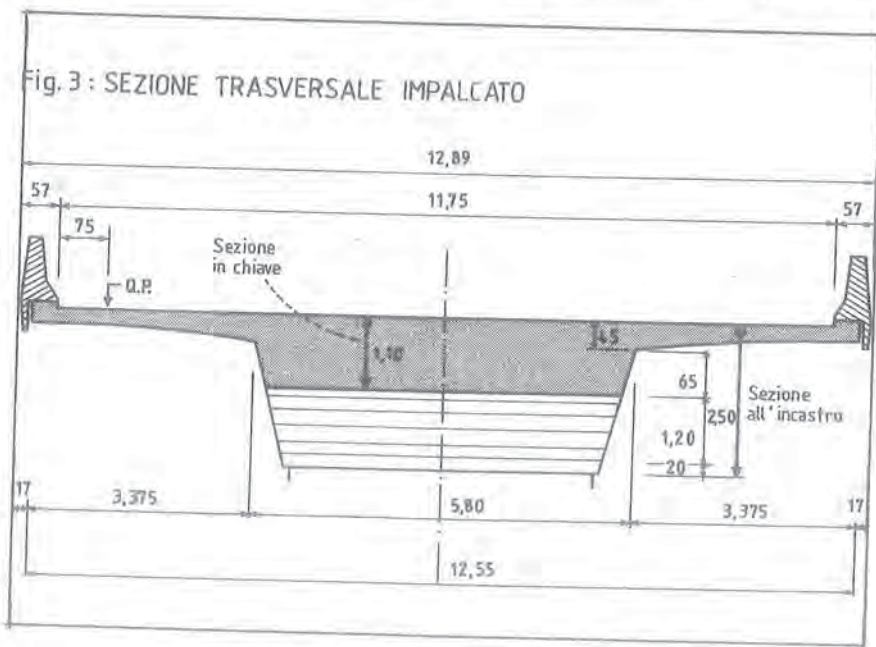 Fig. 3 : SEZIONE TRASVERSALE IMPALCATO
12,89
57
11,75
57
75
Sezione
in chiave
Q.P.
45
1,10
65
Sezione
all'incastro
250
1,20
20
17
3,375
5,80
3,375
17
12,55